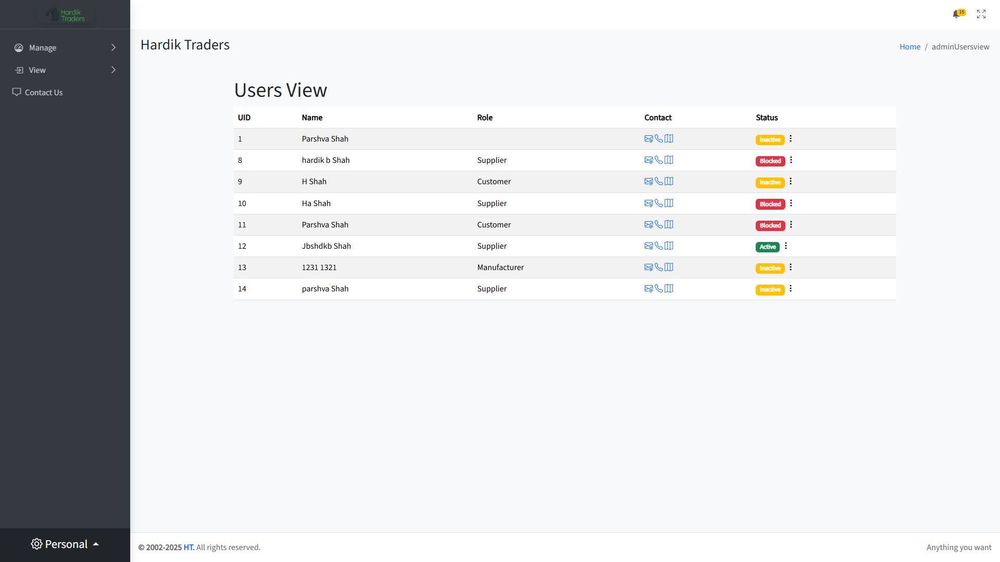 Hardik
Traders
15
Manage
View
Contact Us
Hardik Traders
Home / adminUsersview
Users View
UID Name Role Contact Status
1 Parshva Shah Inactive
8 hardik b Shah Supplier Blocked
9 H Shah Customer Inactive
10 Ha Shah Supplier Blocked
11 Parshva Shah Customer Blocked
12 Jbshdkb Shah Supplier Active
13 1231 1321 Manufacturer Inactive
14 parshva Shah Supplier Inactive
Personal
© 2002-2025 HT. All rights reserved.
Anything you want